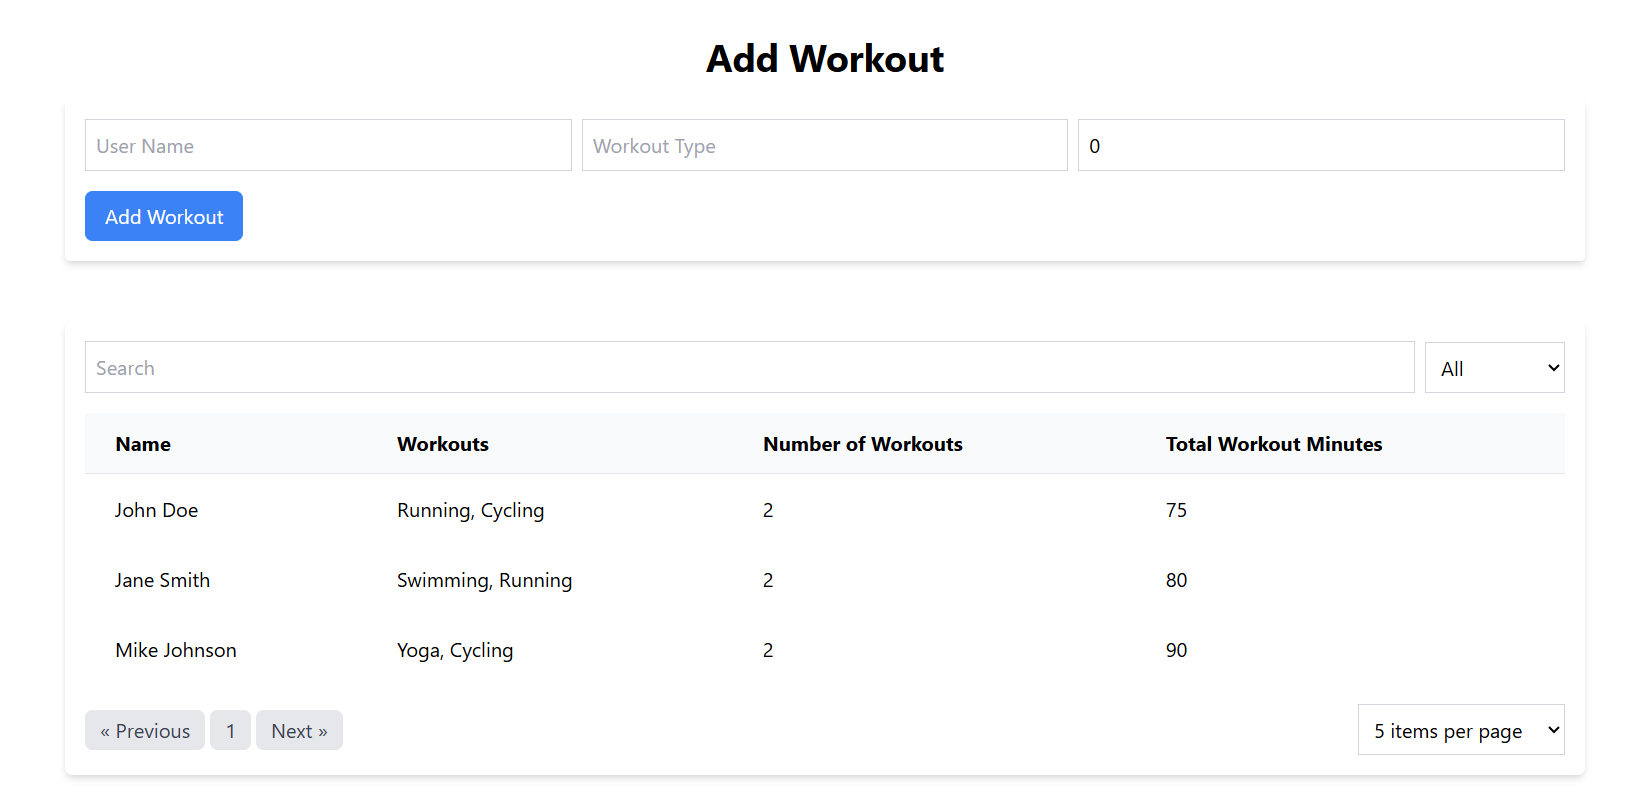 Add Workout
User Name Workout Type 0
Add Workout
Search All
Name Workouts Number of Workouts Total Workout Minutes
John Doe Running, Cycling 2 75
Jane Smith Swimming, Running 2 80
Mike Johnson Yoga, Cycling 2 90
« Previous 1 Next » 5 items per page